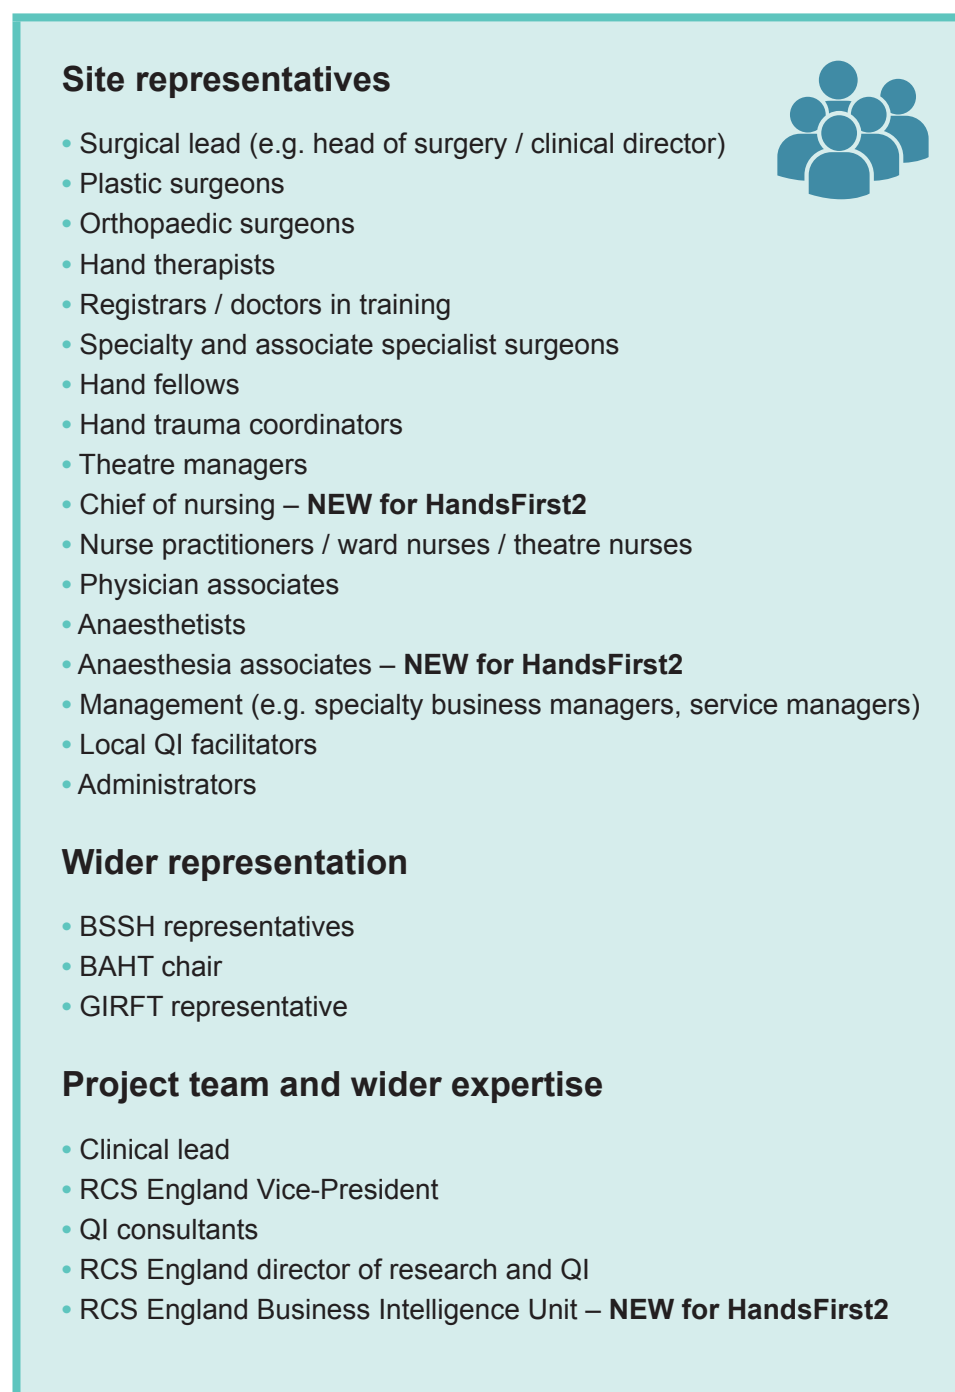 Site representatives
• Surgical lead (e.g. head of surgery / clinical director)
• Plastic surgeons
• Orthopaedic surgeons
• Hand therapists
• Registrars / doctors in training
• Specialty and associate specialist surgeons
• Hand fellows
• Hand trauma coordinators
• Theatre managers
• Chief of nursing – NEW for HandsFirst2
• Nurse practitioners / ward nurses / theatre nurses
• Physician associates
• Anaesthetists
• Anaesthesia associates – NEW for HandsFirst2
• Management (e.g. specialty business managers, service managers)
• Local QI facilitators
• Administrators
Wider representation
• BSSH representatives
• BAHT chair
• GIRFT representative
Project team and wider expertise
• Clinical lead
• RCS England Vice-President
• QI consultants
• RCS England director of research and QI
• RCS England Business Intelligence Unit – NEW for HandsFirst2